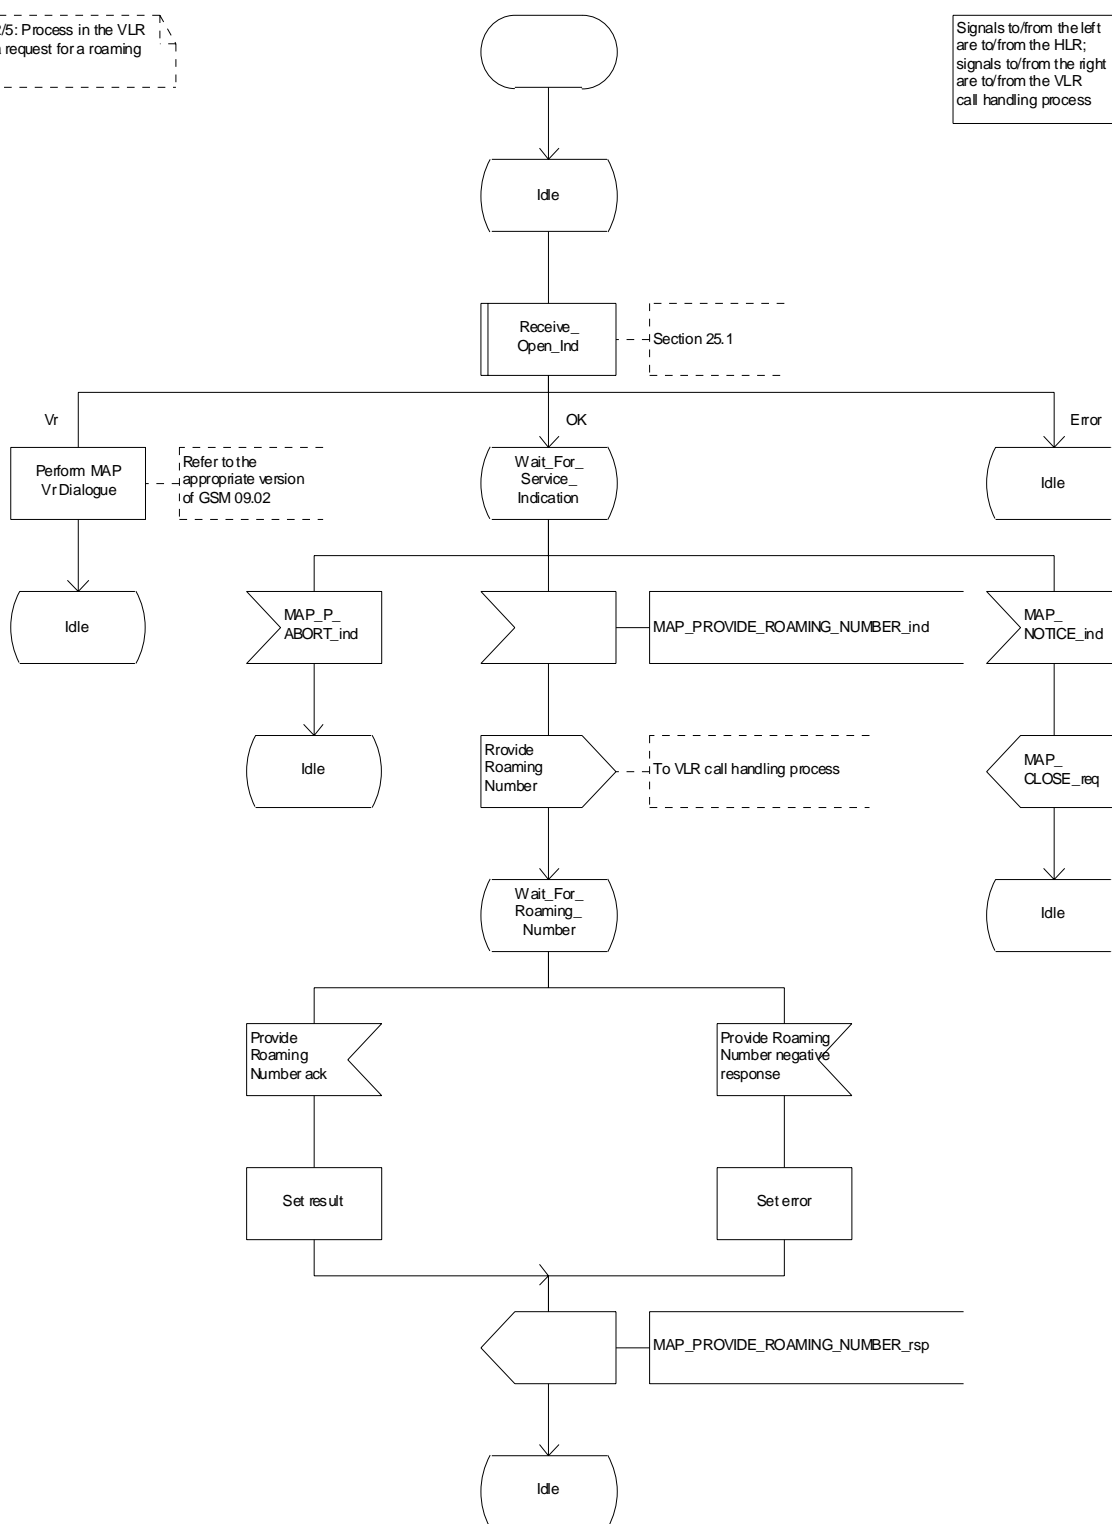 2/5: Process in the VLR
request for a roaming
Signals to/from the left
are to/from the HLR;
signals to/from the right
are to/from the VLR
call handling process
Idle
Receive_
Open_Ind
Section 25.1
Vr
OK
Error
Perform MAP
Vr Dialogue
Refer to the
appropriate version
of GSM 09.02
Wait_For_
Service_
Indication
Idle
Idle
MAP_P_
ABORT_ind
MAP_PROVIDE_ROAMING_NUMBER_ind
MAP_
NOTICE_ind
Idle
Rrovide
Roaming
Number
To VLR call handling process
MAP_
CLOSE_req
Wait_For_
Roaming_
Number
Idle
Provide
Roaming
Number ack
Provide Roaming
Number negative
response
Set result
Set error
MAP_PROVIDE_ROAMING_NUMBER_rsp
Idle